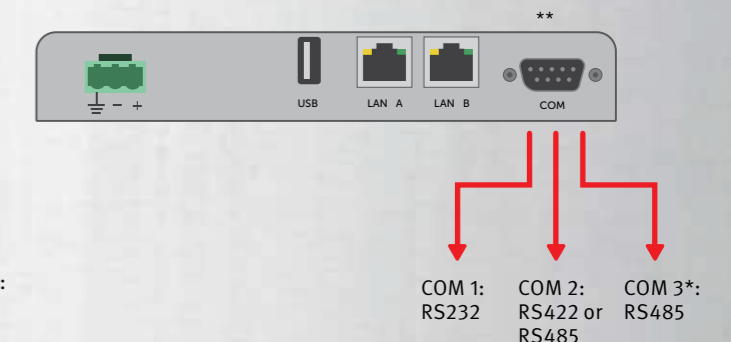 **
⏚ - +
USB
LAN A
LAN B
COM
:
COM 1:
RS232
COM 2:
RS422 or
RS485
COM 3*:
RS485